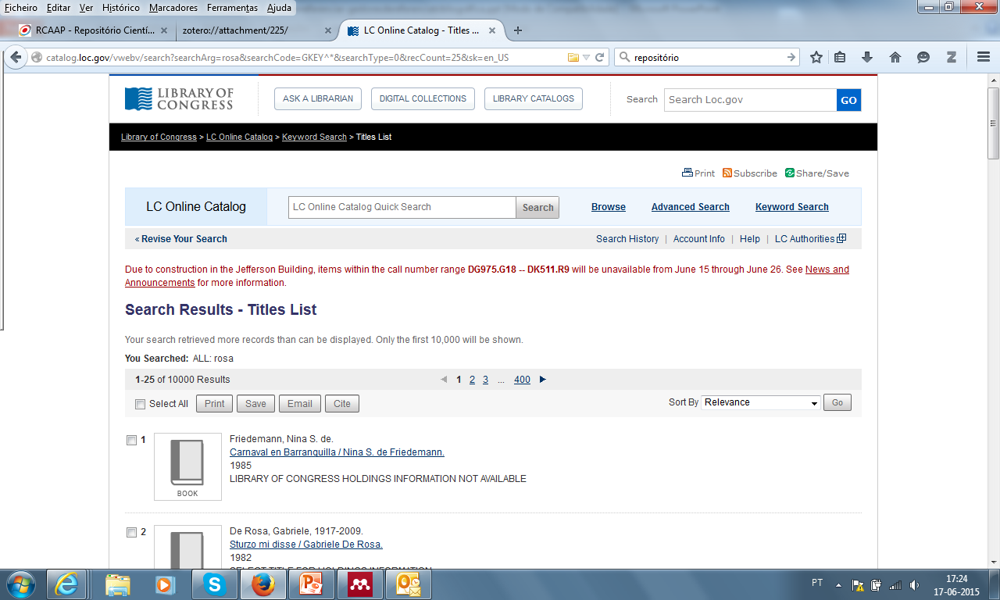 Ficheiro Editar Ver Histórico Marcadores Ferramentas Ajuda
RCAAP - Repositório Cientí...
zotero://attachment/225/
LC Online Catalog - Titles ...
catalog.loc.gov/vwebv/search?searchArg=rosa&searchCode=GKEY^*&searchType=0&recCount=25&sk=en_US
repositório
LIBRARY OF CONGRESS
ASK A LIBRARIAN
DIGITAL COLLECTIONS
LIBRARY CATALOGS
Search
Search Loc.gov
GO
Library of Congress > LC Online Catalog > Keyword Search > Titles List
Print Subscribe Share/Save
LC Online Catalog
LC Online Catalog Quick Search
Search
Browse
Advanced Search
Keyword Search
« Revise Your Search
Search History | Account Info | Help | LC Authorities
Due to construction in the Jefferson Building, items within the call number range DG975.G18 -- DK511.R9 will be unavailable from June 15 through June 26. See News and
Announcements for more information.
Search Results - Titles List
Your search retrieved more records than can be displayed. Only the first 10,000 will be shown.
You Searched: ALL: rosa
1-25 of 10000 Results
1 2 3 ... 400
Select All Print Save Email Cite
Sort By Relevance Go
1
BOOK
Friedemann, Nina S. de.
Carnaval en Barranquilla / Nina S. de Friedemann.
1985
LIBRARY OF CONGRESS HOLDINGS INFORMATION NOT AVAILABLE
2
De Rosa, Gabriele, 1917-2009.
Sturzo mi disse / Gabriele De Rosa.
1982
SELECT TITLE FOR HOLDINGS INFORMATION
PT
17:24
17-06-2015